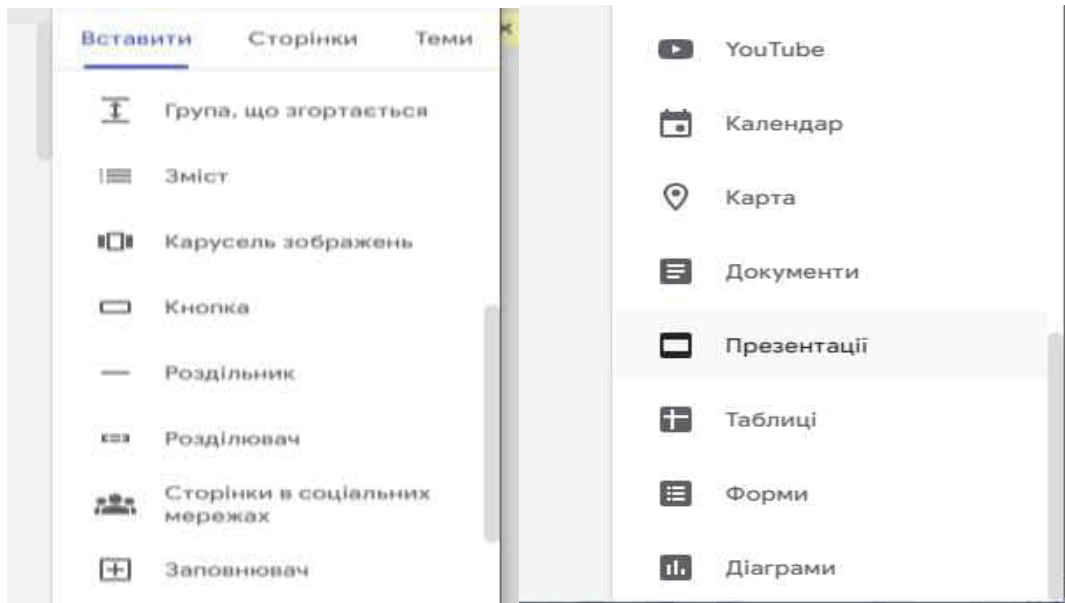 Вставити Сторінки Теми
Група, що згортається
Зміст
Карусель зображень
Кнопка
Роздільник
Розділювач
Сторінки в соціальних
мережах
Заповнювач
YouTube
Календар
Карта
Документи
Презентації
Таблиці
Форми
Діаграми